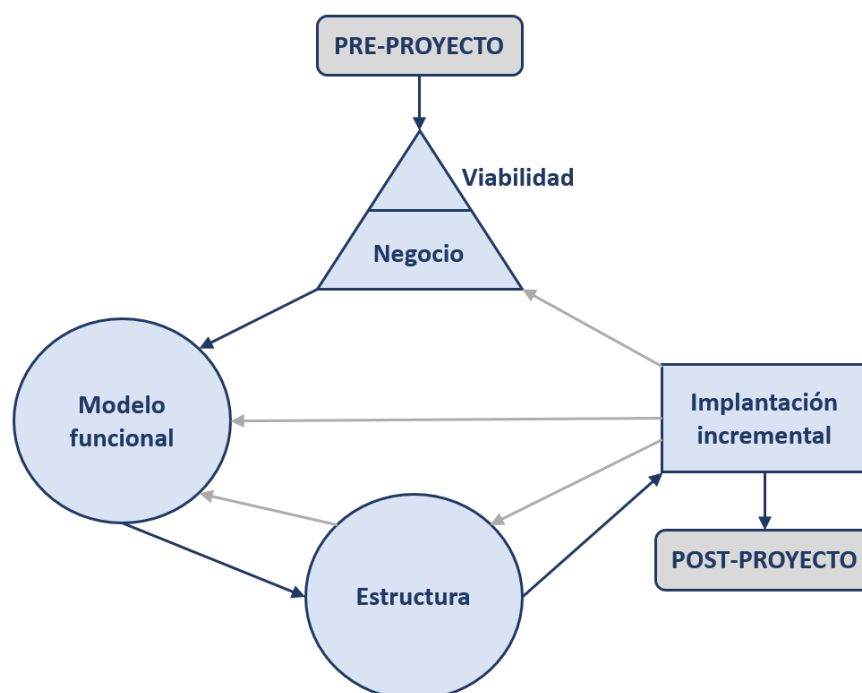 PRE-PROYECTO
Viabilidad
Negocio
Modelo
funcional
Implantación
incremental
POST-PROYECTO
Estructura